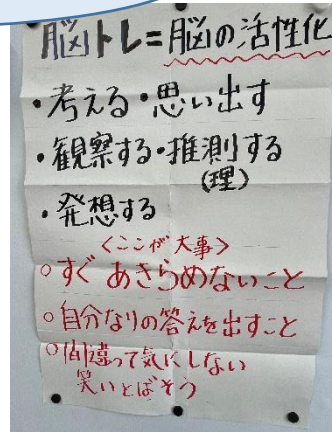 脳トレ=脳の活性化
・考える・思い出す
・観察する・推測する
(理)
・発想する
<ここが大事>
○すぐあきらめないこと
○自分なりの答えを出すこと
○間違って気にしない
笑いとばそう